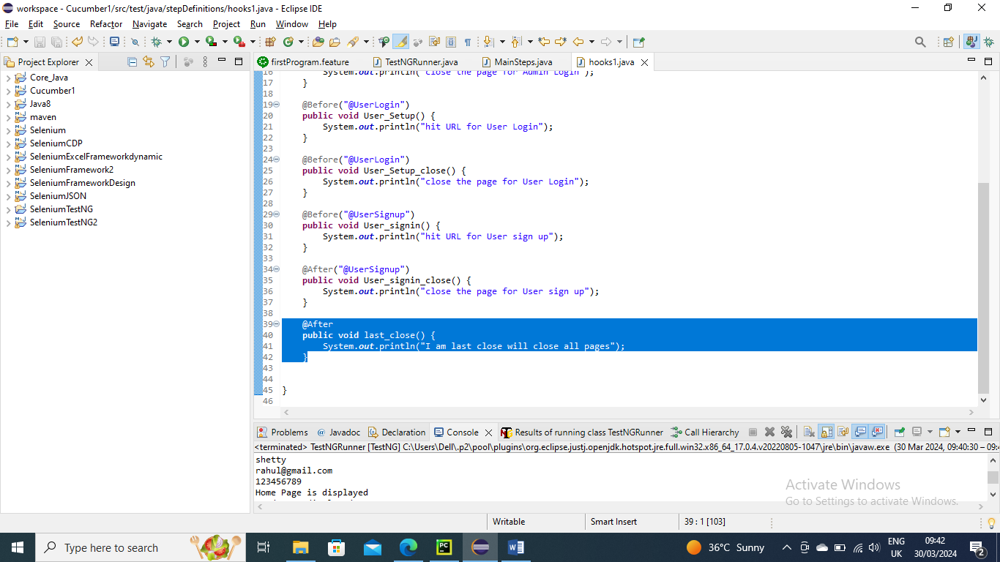 workspace - Cucumber1/src/test/java/stepDefinitions/hooks1.java - Eclipse IDE
File Edit Source Refactor Navigate Search Project Run Window Help
Project Explorer
firstProgram.feature TestNGRunner.java MainSteps.java hooks1.java
Core_Java
Cucumber1
Java8
maven
Selenium
SeleniumCDP
SeleniumExcelFrameworkdynamic
SeleniumFramework2
SeleniumFrameworkDesign
SeleniumJSON
SeleniumTestNG
SeleniumTestNG2
16 System.out.println("close the page for Admin Login");
17 }
18
19 @Before("@UserLogin")
20 public void User_Setup() {
21 System.out.println("hit URL for User Login");
22 }
23
24 @Before("@UserLogin")
25 public void User_Setup_close() {
26 System.out.println("close the page for User Login");
27 }
28
29 @Before("@UserSignup")
30 public void User_signin() {
31 System.out.println("hit URL for User sign up");
32 }
33
34 @After("@UserSignup")
35 public void User_signin_close() {
36 System.out.println("close the page for User sign up");
37 }
38
39 @After
40 public void last_close() {
41 System.out.println("I am last close will close all pages");
42 }
43
44
45 }
46
Problems Javadoc Declaration Console Results of running class TestNGRunner Call Hierarchy
<terminated> TestNGRunner [TestNG] C:\Users\Dell\.p2\pool\plugins\org.eclipse.justj.openjdk.hotspot.jre.full.win32.x86_64_17.0.4.v20220805-1047\jre\bin\javaw.exe (30 Mar 2024, 09:40:30 – 09:4
shetty
rahul@gmail.com
123456789
Home Page is displayed
Activate Windows
Go to Settings to activate Windows.
Writable Smart Insert 39 : 1 [103]
Type here to search
36°C Sunny
ENG
UK
09:42
30/03/2024
2